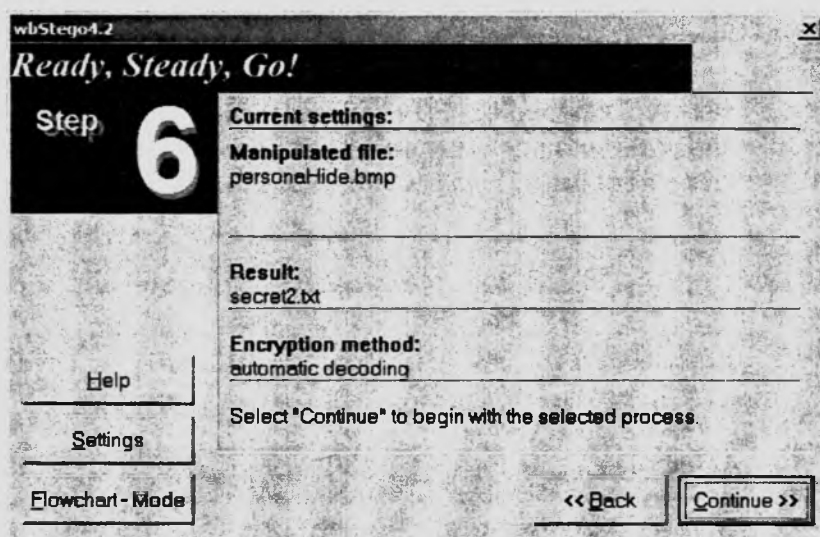 wbStego4.2
Ready, Steady, Go!
Step 6
Current settings:
Manipulated file:
personaHide.bmp
Result:
secret2.txt
Encryption method:
automatic decoding
Select "Continue" to begin with the selected process.
Help
Settings
Flowchart-Mode
<< Back
Continue >>